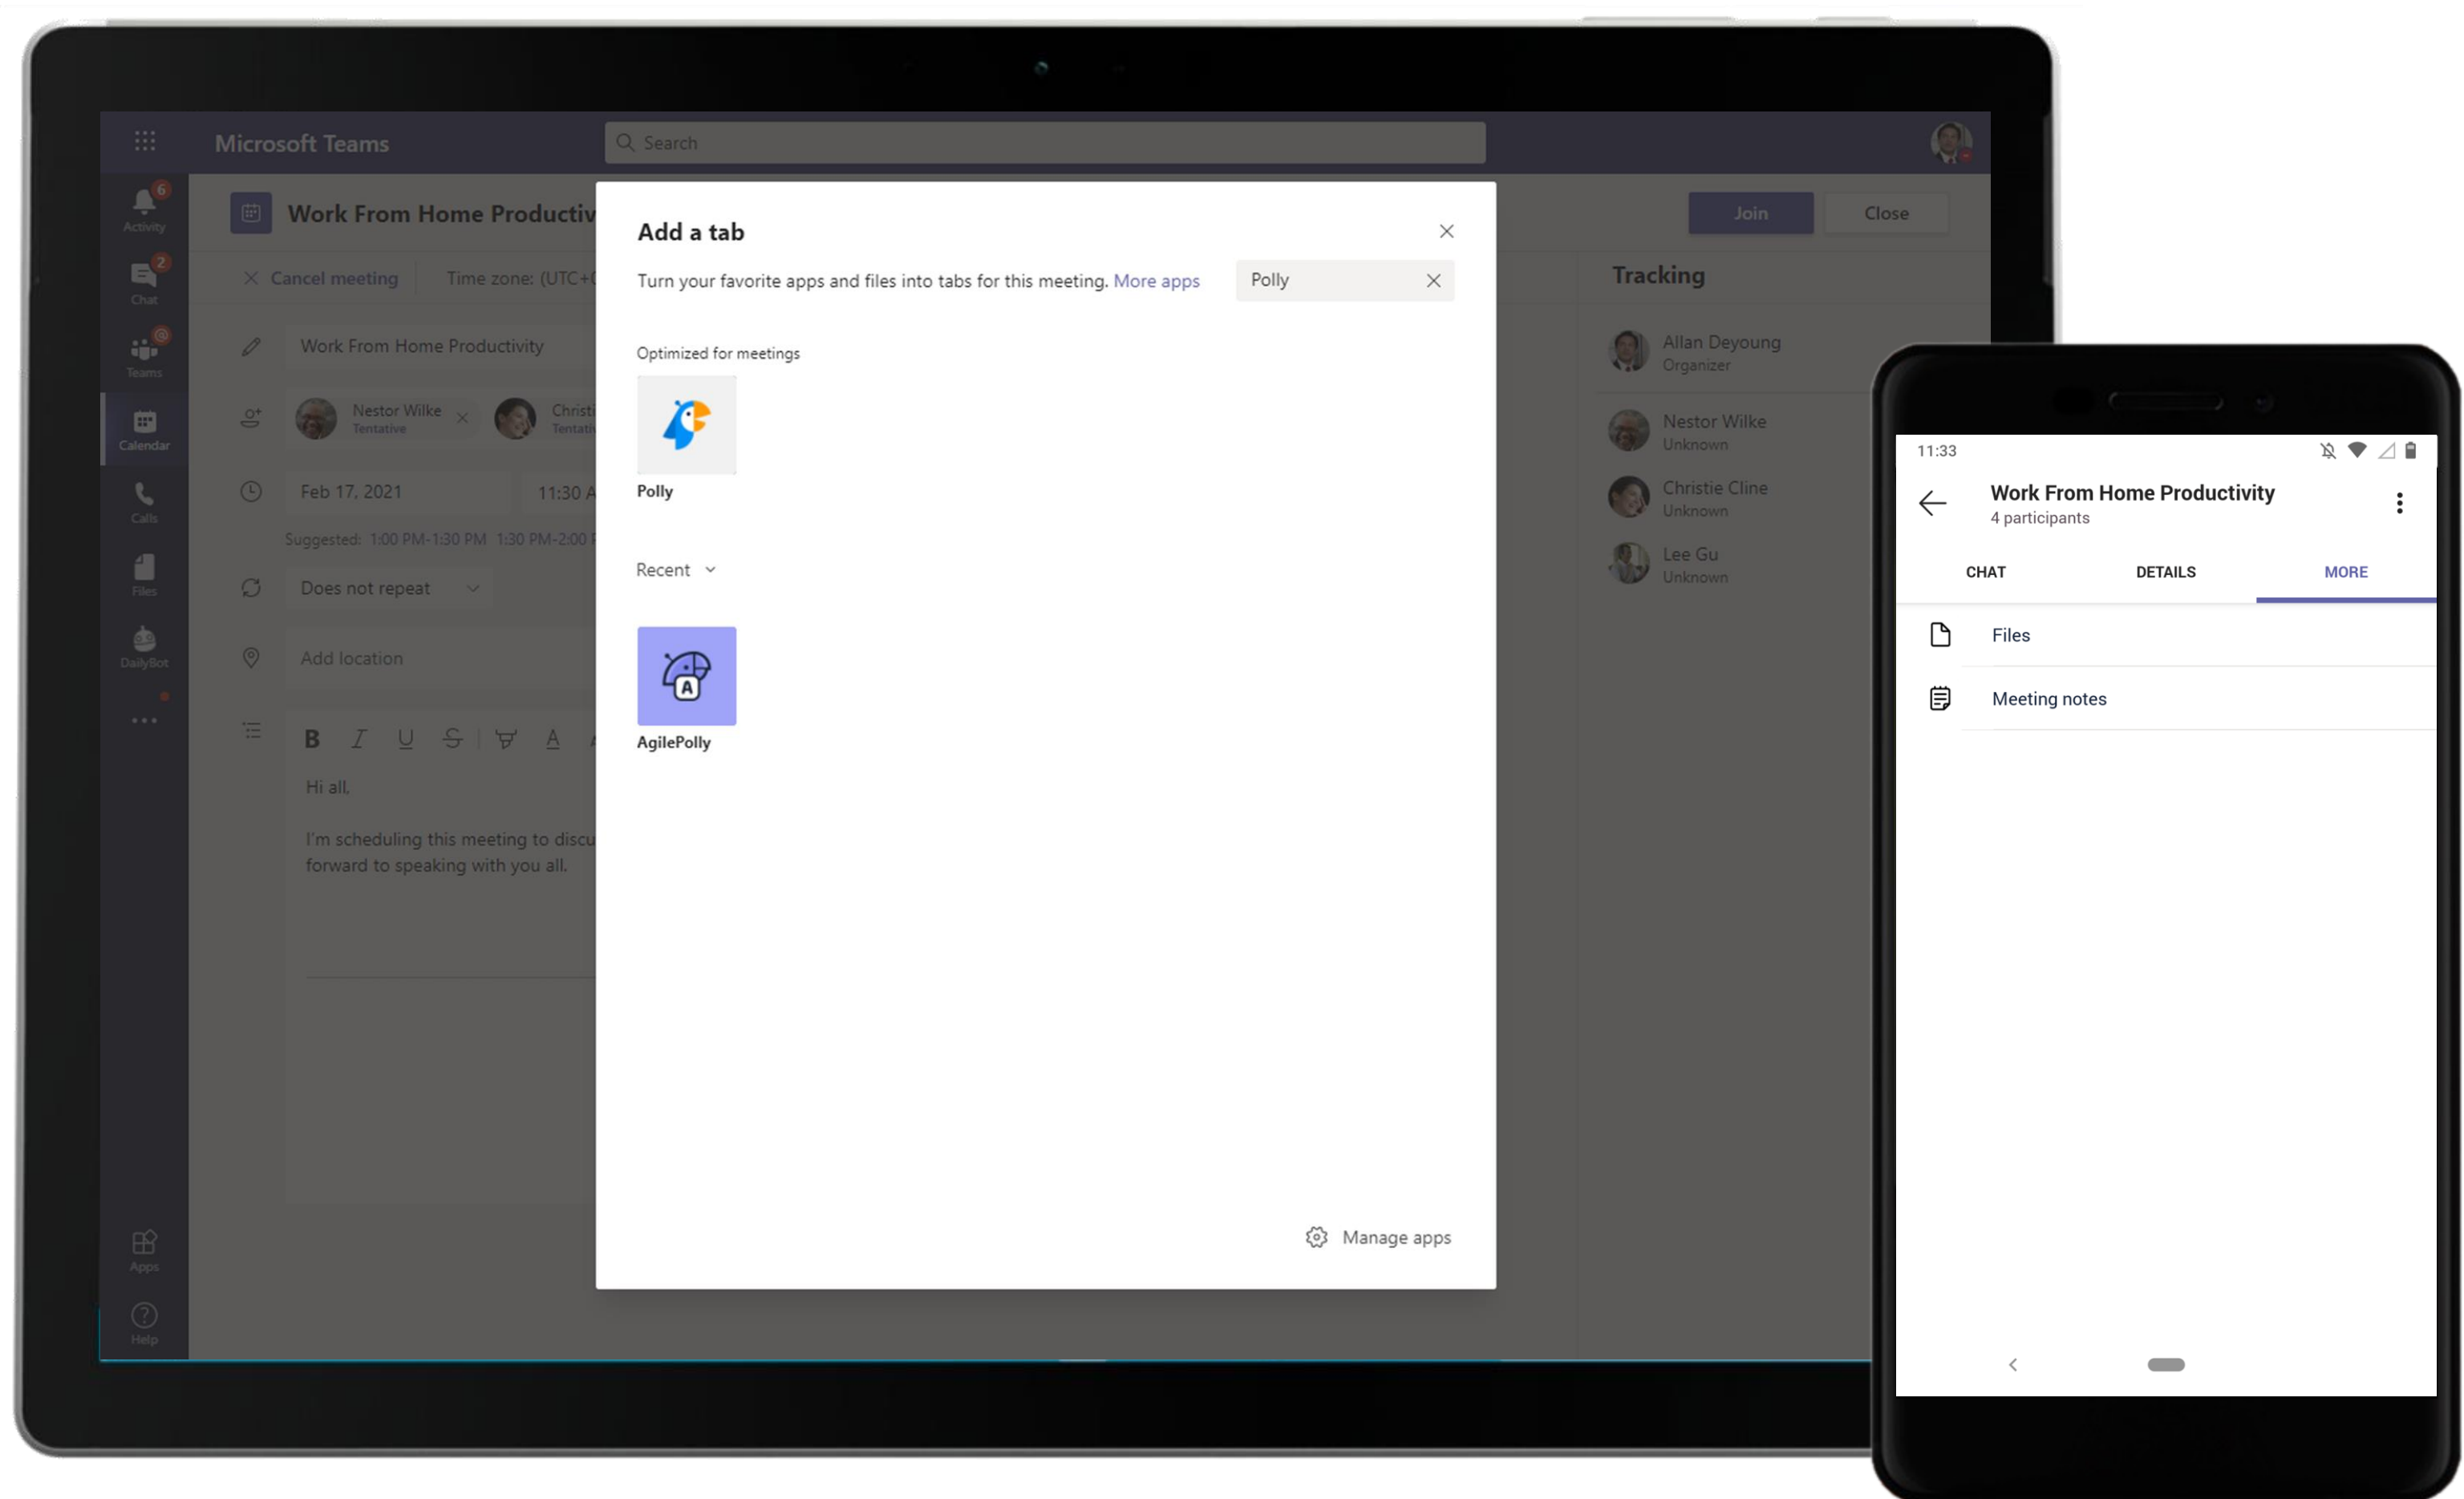 Microsoft Teams
Search
6
Activity
2
Chat
@
Teams
Calendar
Calls
Files
DailyBot
Apps
Help
Work From Home Productiv
Join
Close
Cancel meeting
Time zone: (UTC+0
Work From Home Productivity
Nestor Wilke
Tentative
Christi
Tentativ
Feb 17, 2021
11:30 A
Suggested: 1:00 PM-1:30 PM 1:30 PM-2:00 P
Does not repeat
Add location
B I U S A
Hi all,
I'm scheduling this meeting to discu
forward to speaking with you all.
Add a tab
Turn your favorite apps and files into tabs for this meeting. More apps
Polly
Optimized for meetings
Polly
Recent
A
AgilePolly
Manage apps
Tracking
Allan Deyoung
Organizer
Nestor Wilke
Unknown
Christie Cline
Unknown
Lee Gu
Unknown
11:33
Work From Home Productivity
4 participants
CHAT
DETAILS
MORE
Files
Meeting notes